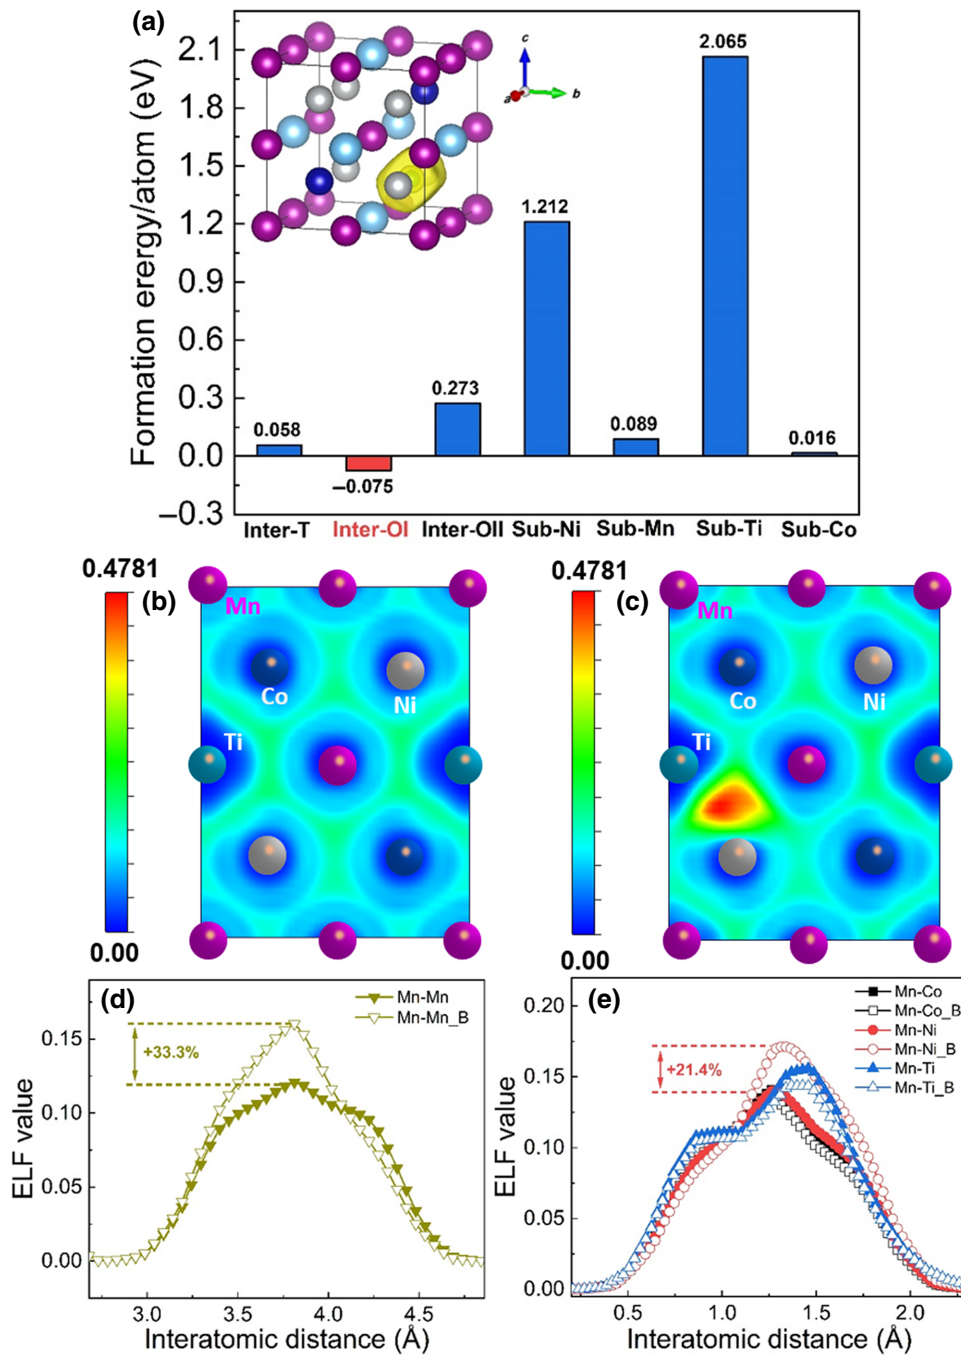 (a)
Formation energy/atom (eV)
2.1
1.8
1.5
1.2
0.9
0.6
0.3
0.0
−0.3
c
a
b
0.058
−0.075
0.273
1.212
0.089
2.065
0.016
Inter-T Inter-OI Inter-OII Sub-Ni Sub-Mn Sub-Ti Sub-Co
0.4781
0.00
(b)
Mn
Co
Ni
Ti
0.4781
0.00
(c)
Mn
Co
Ni
Ti
(d)
ELF value
0.15
0.10
0.05
0.00
+33.3%
Mn-Mn
Mn-Mn_B
3.0 3.5 4.0 4.5
Interatomic distance (Å)
(e)
ELF value
0.20
0.15
0.10
0.05
0.00
+21.4%
Mn-Co
Mn-Co_B
Mn-Ni
Mn-Ni_B
Mn-Ti
Mn-Ti_B
0.5 1.0 1.5 2.0
Interatomic distance (Å)